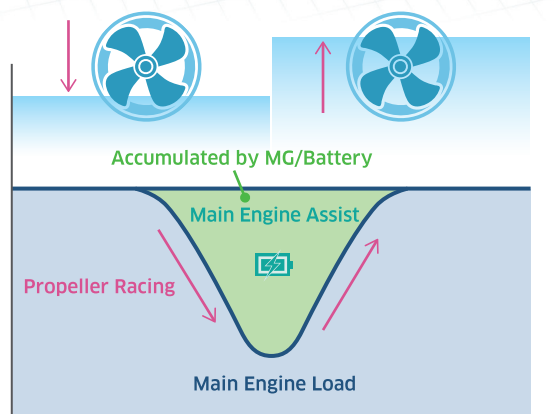 Accumulated by MG/Battery
Main Engine Assist
Propeller Racing
Main Engine Load